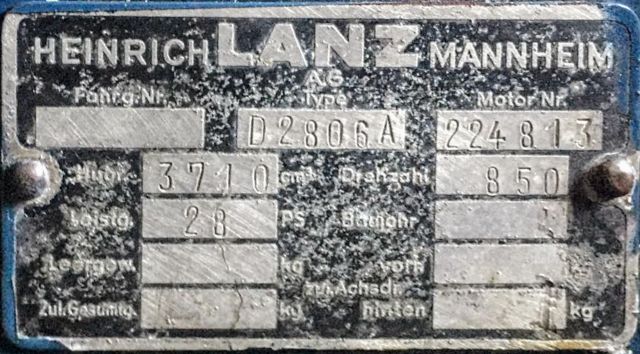 HEINRICH LANZ MANNHEIM
AG
Fahrg.Nr. Type Motor Nr.
D2806A 224813
Hubr. 3710 cm³ Drehzahl 850
Leistg. 28 PS Baujahr
Leergew. kg vorn
zul.Achsdr.
Zul.Gesamtg. kg hinten kg